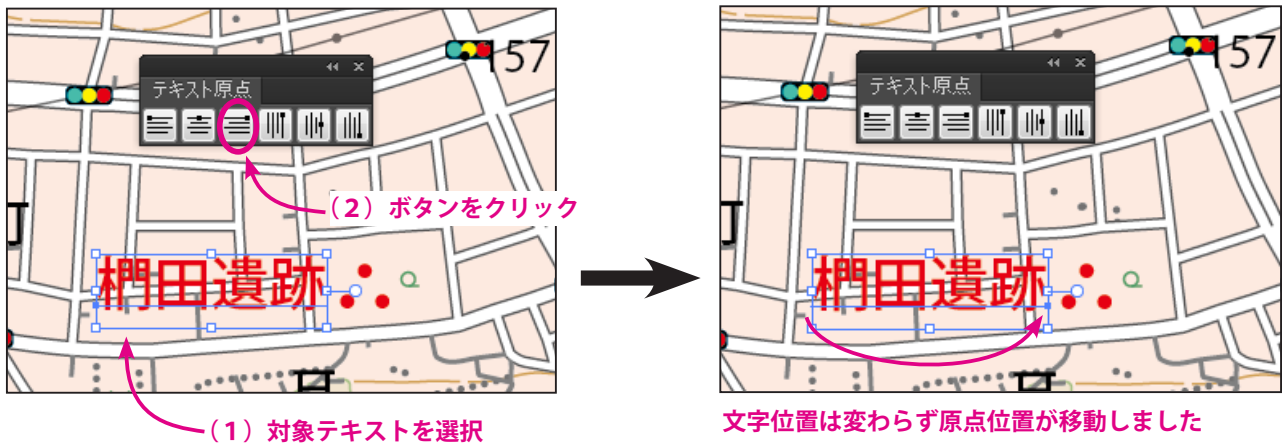 157
テキスト原点
(2)ボタンをクリック
椚田遺跡
(1)対象テキストを選択
157
テキスト原点
椚田遺跡
文字位置は変わらず原点位置が移動しました